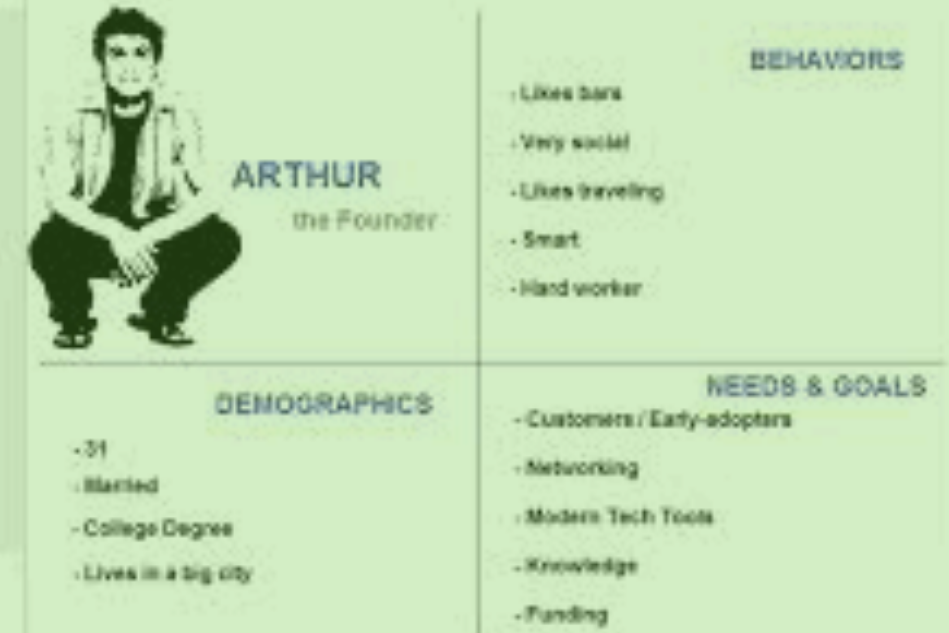 ARTHUR
the Founder
BEHAVIORS
- Likes bars
- Very social
- Likes traveling
- Smart
- Hard worker
DEMOGRAPHICS
- 31
- Married
- College Degree
- Lives in a big city
NEEDS & GOALS
- Customers / Early-adopters
- Networking
- Modern Tech Tools
- Knowledge
- Funding